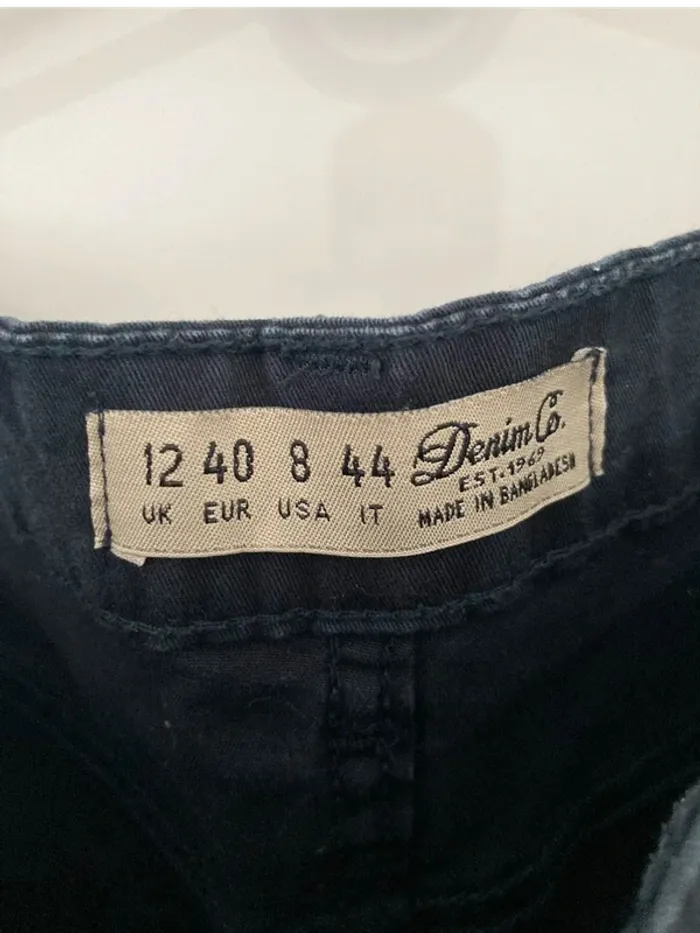 12 40 8 44
UK EUR USA IT
Denim Co.
EST. 1969
MADE IN BANGLADESH